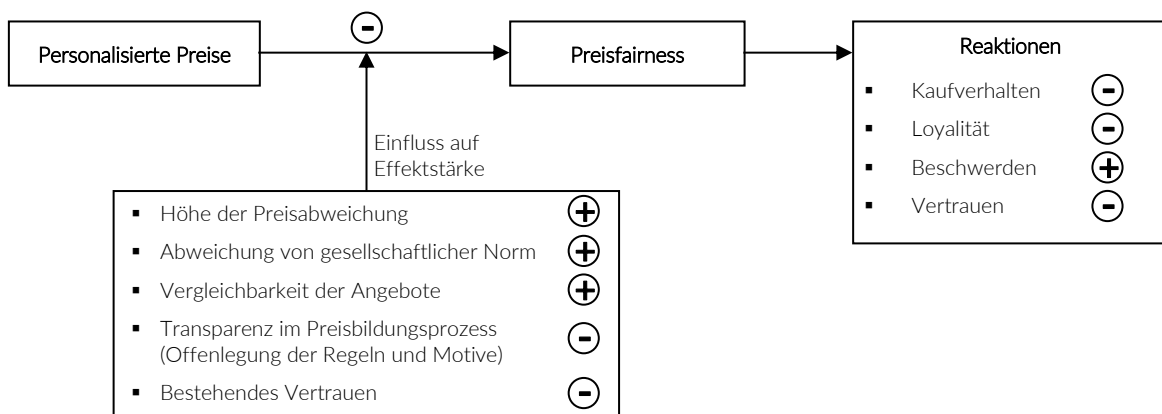 Personalisierte Preise
-
Preisfairness
Reaktionen
▪ Kaufverhalten -
▪ Loyalität -
▪ Beschwerden +
▪ Vertrauen -
Einfluss auf
Effektstärke
▪ Höhe der Preisabweichung +
▪ Abweichung von gesellschaftlicher Norm +
▪ Vergleichbarkeit der Angebote +
▪ Transparenz im Preisbildungsprozess
(Offenlegung der Regeln und Motive) -
▪ Bestehendes Vertrauen -